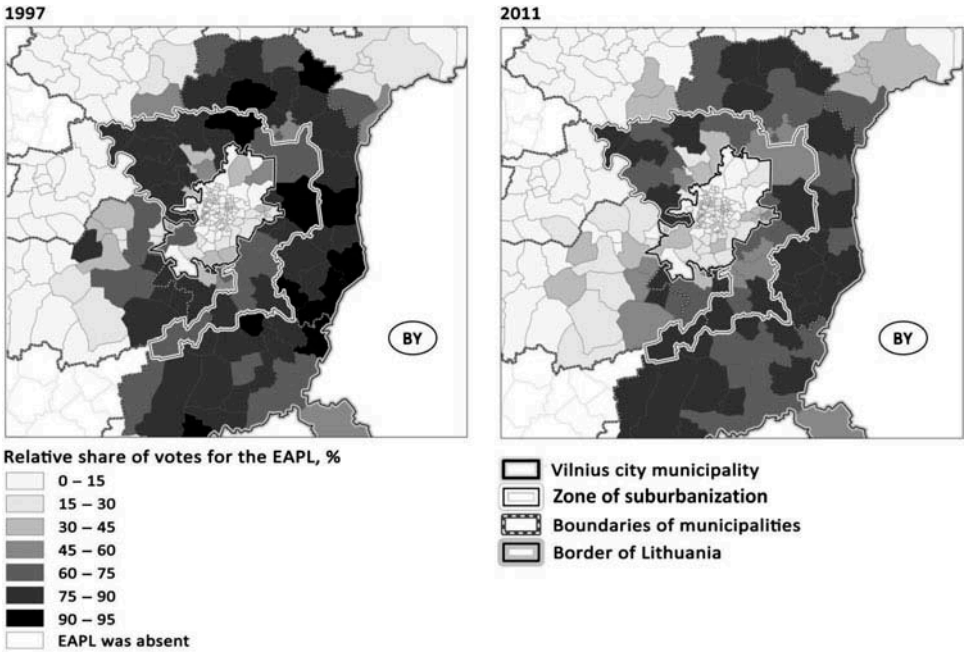 1997
2011
BY
BY
Relative share of votes for the EAPL, %
0 – 15
15 – 30
30 – 45
45 – 60
60 – 75
75 – 90
90 – 95
EAPL was absent
Vilnius city municipality
Zone of suburbanization
Boundaries of municipalities
Border of Lithuania